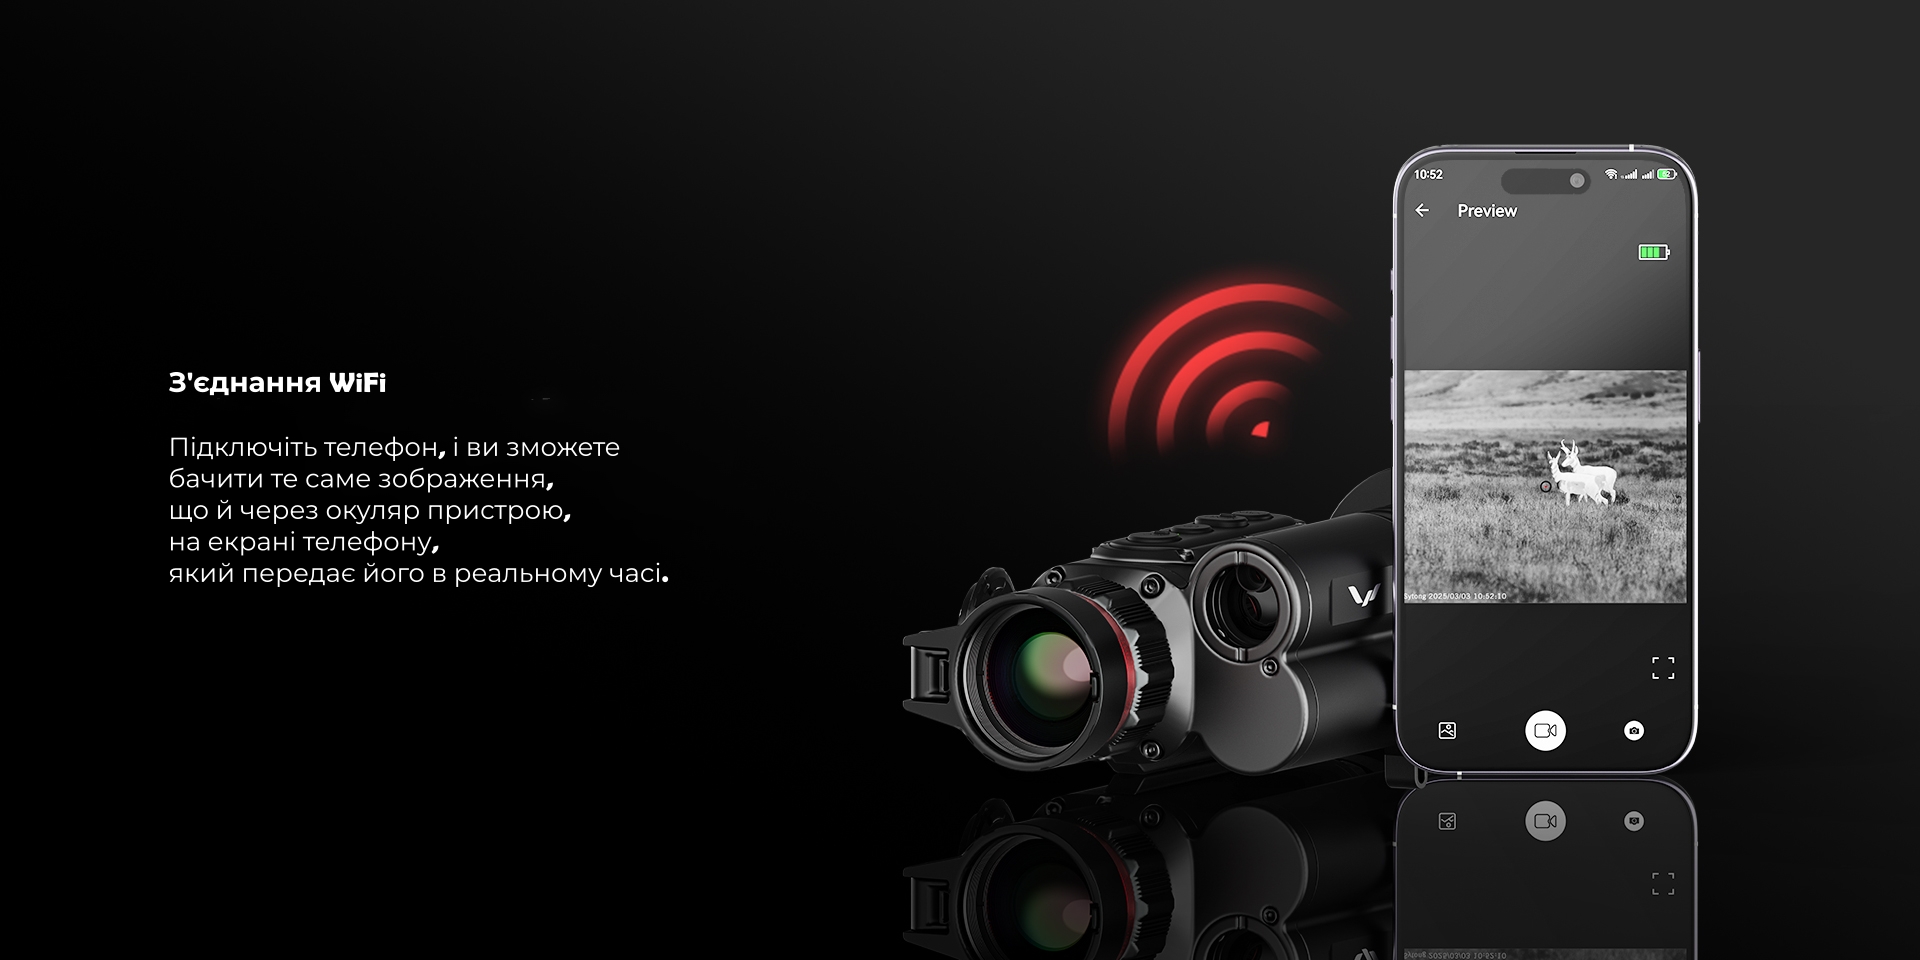 З'єднання WiFi
Підключіть телефон, і ви зможете
бачити те саме зображення,
що й через окуляр пристрою,
на екрані телефону,
який передає його в реальному часі.
10:52
Preview
Sytong 2025/03/03 10:52:10